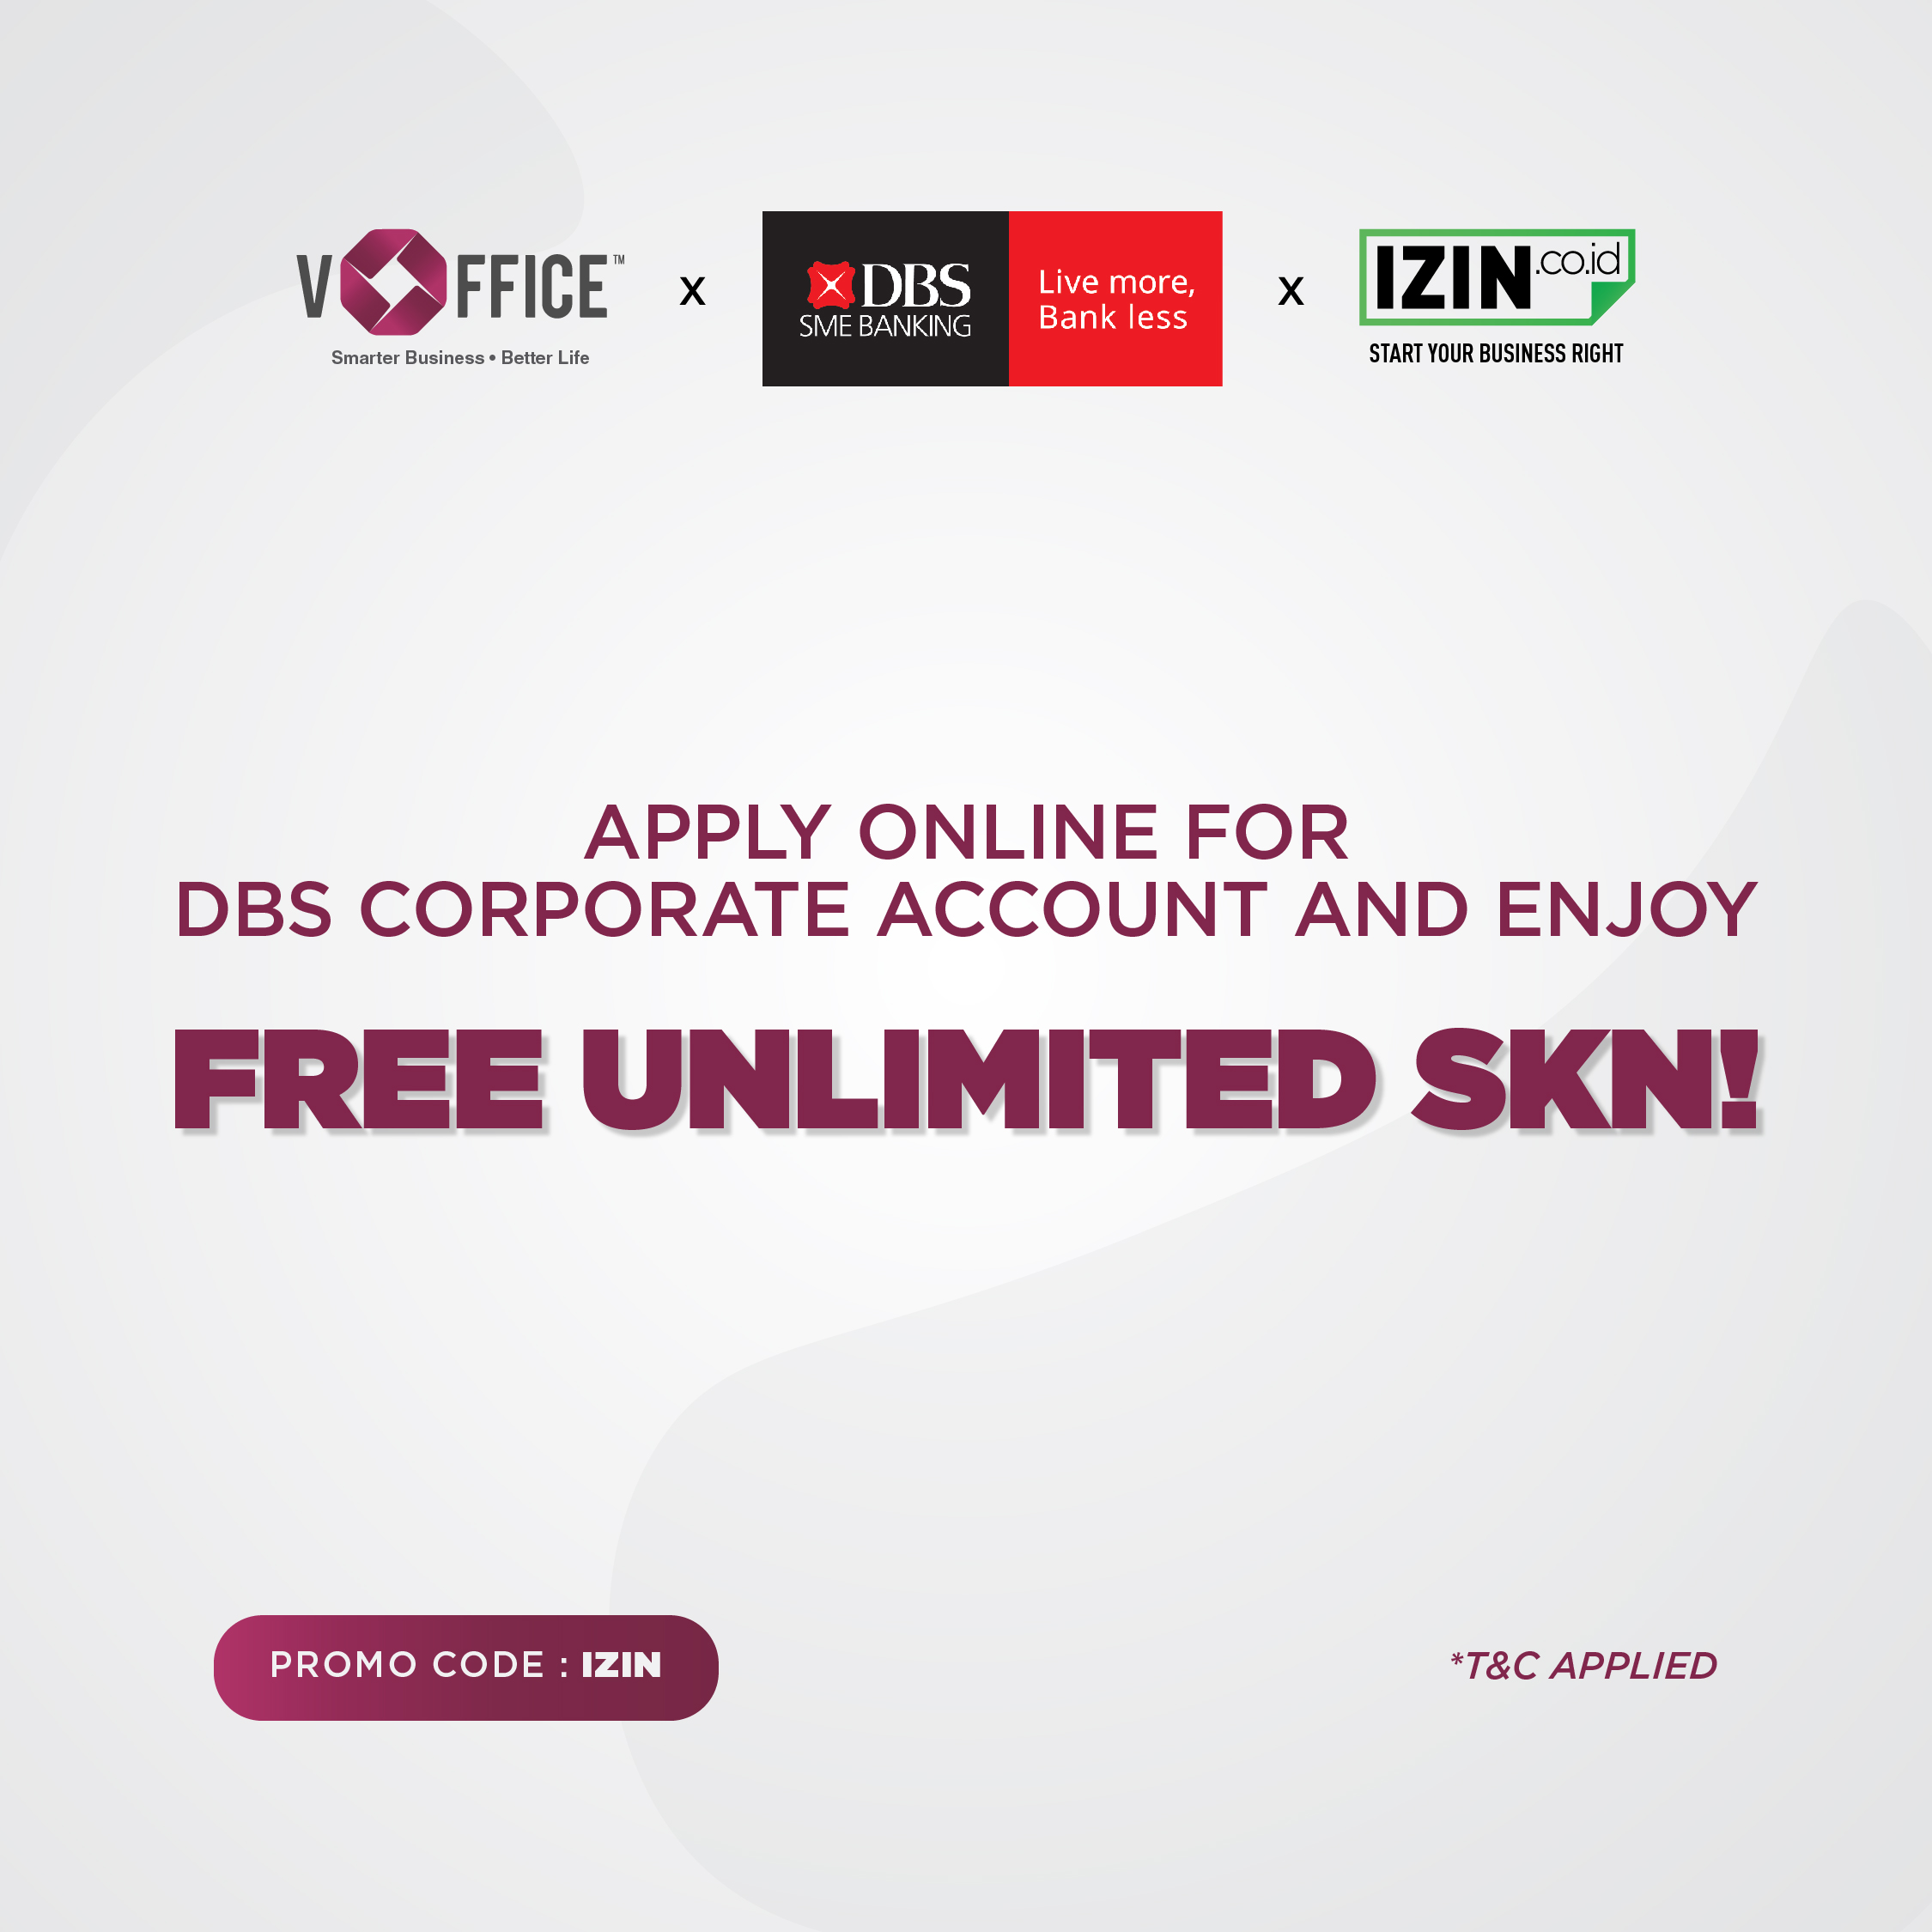 VOFFICE™
Smarter Business • Better Life
x
DBS
SME BANKING
Live more,
Bank less
x
IZIN.co.id
START YOUR BUSINESS RIGHT
APPLY ONLINE FOR
DBS CORPORATE ACCOUNT AND ENJOY
FREE UNLIMITED SKN!
PROMO CODE : IZIN
*T&C APPLIED